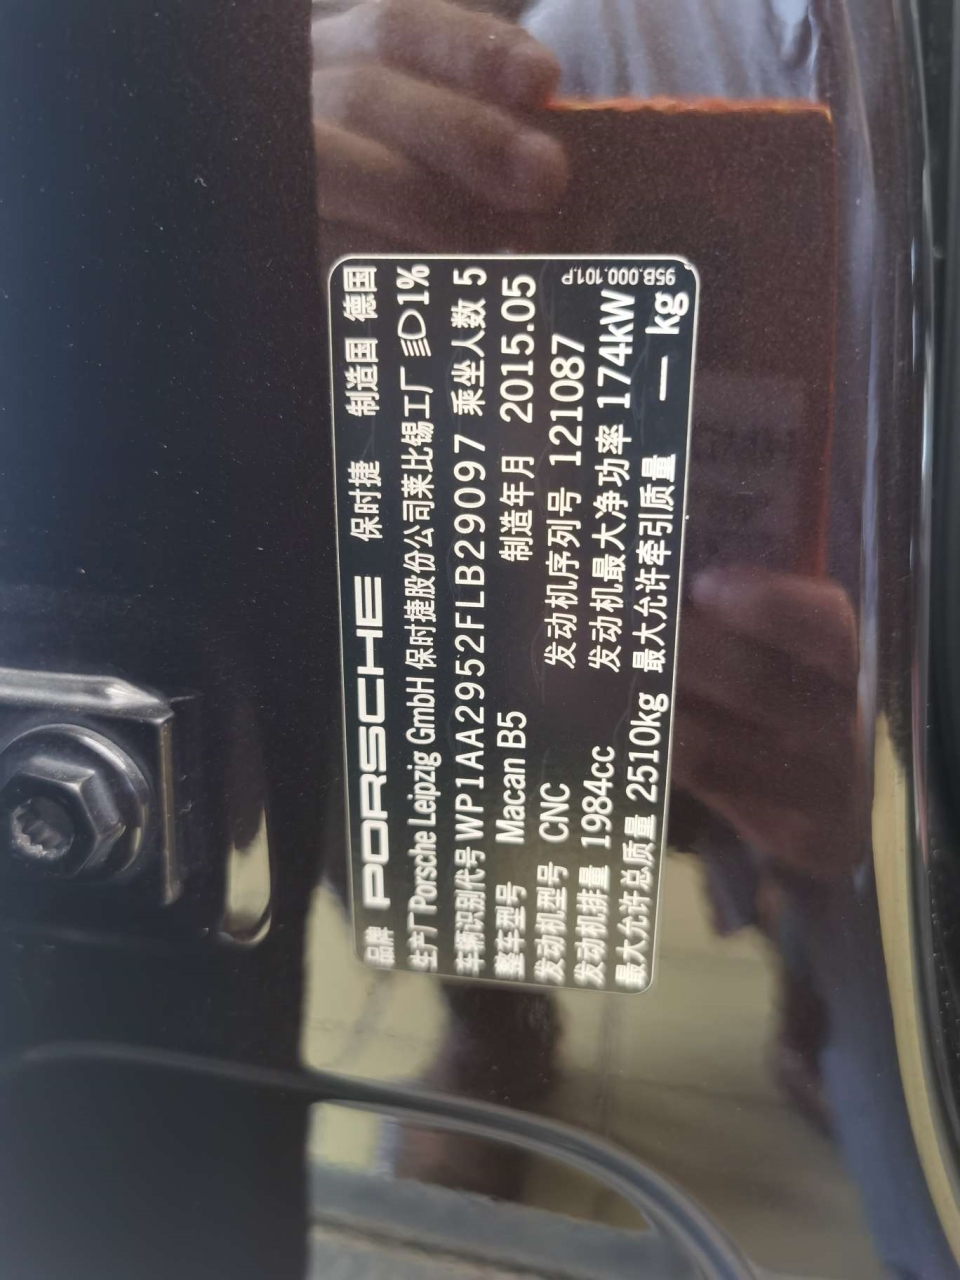 品牌 PORSCHE 保时捷 制造国 德国
生产厂 Porsche Leipzig GmbH 保时捷股份公司莱比锡工厂 1%
车辆识别代号 WP1AA2952FLB29097 乘坐人数 5
整车型号 Macan B5 制造年月 2015.05
发动机型号 CNC 发动机序列号 121087
发动机排量 1984cc 发动机最大净功率 174kW
最大允许总质量 2510kg 最大允许牵引质量 — kg
95B.000.101.P